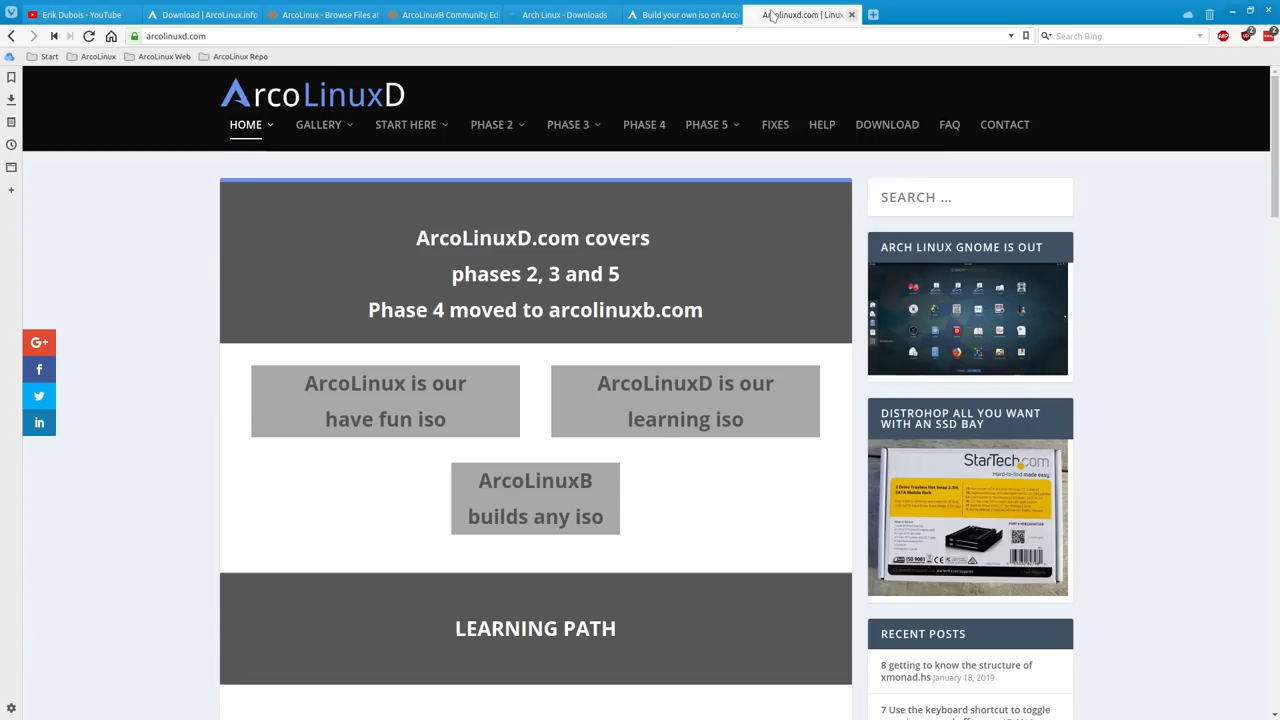 Erik Dubois - YouTube
Download | ArcoLinux.info
ArcoLinux - Browse Files at
ArcoLinuxB Community Ed
Arch Linux - Downloads
Build your own iso on Arco
Arcolinuxd.com | Linux
arcolinuxd.com
Search Bing
Start
ArcoLinux
ArcoLinux Web
ArcoLinux Repo
ArcoLinuxD
HOME
GALLERY
START HERE
PHASE 2
PHASE 3
PHASE 4
PHASE 5
FIXES
HELP
DOWNLOAD
FAQ
CONTACT
ArcoLinuxD.com covers
phases 2, 3 and 5
Phase 4 moved to arcolinuxb.com
ArcoLinux is our
have fun iso
ArcoLinuxD is our
learning iso
ArcoLinuxB
builds any iso
LEARNING PATH
SEARCH …
ARCH LINUX GNOME IS OUT
DISTROHOP ALL YOU WANT
WITH AN SSD BAY
StarTech.com
Hard-to-find made easy
RECENT POSTS
8 getting to know the structure of
xmonad.hs January 18, 2019
7 Use the keyboard shortcut to toggle
G+
f
in
ABP
2
2